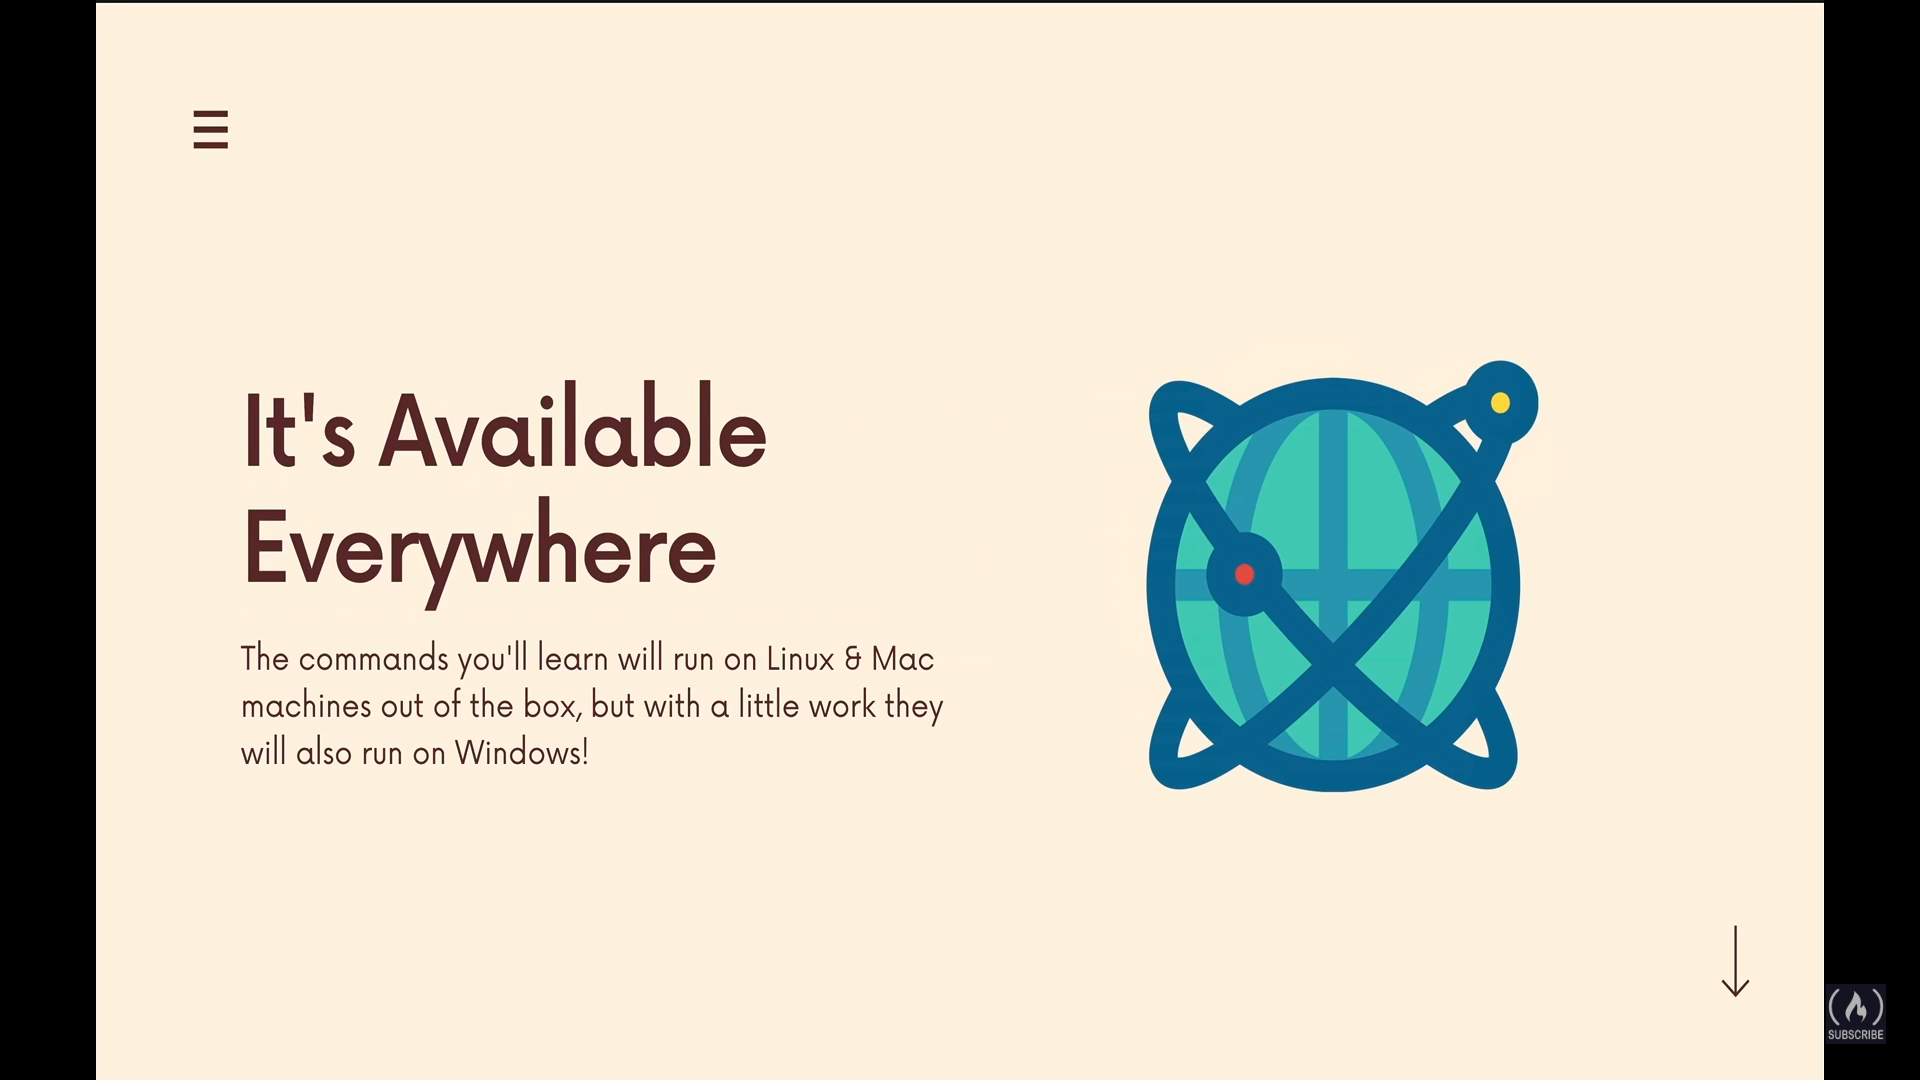 It's Available
Everywhere
The commands you'll learn will run on Linux & Mac
machines out of the box, but with a little work they
will also run on Windows!
SUBSCRIBE